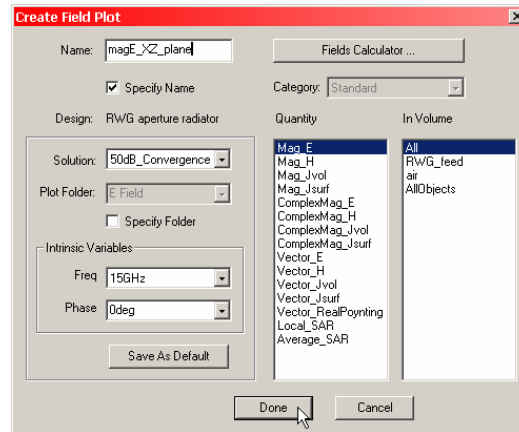 Create Field Plot
Name: magE_XZ_plane
Specify Name
Design: RWG aperture radiator
Solution: 50dB_Convergence
Plot Folder: E Field
Specify Folder
Intrinsic Variables
Freq 15GHz
Phase 0deg
Save As Default
Fields Calculator ...
Category: Standard
Quantity
Mag_E
Mag_H
Mag_Jvol
Mag_Jsurf
ComplexMag_E
ComplexMag_H
ComplexMag_Jvol
ComplexMag_Jsurf
Vector_E
Vector_H
Vector_Jvol
Vector_Jsurf
Vector_RealPoynting
Local_SAR
Average_SAR
In Volume
All
RWG_feed
air
AllObjects
Done
Cancel